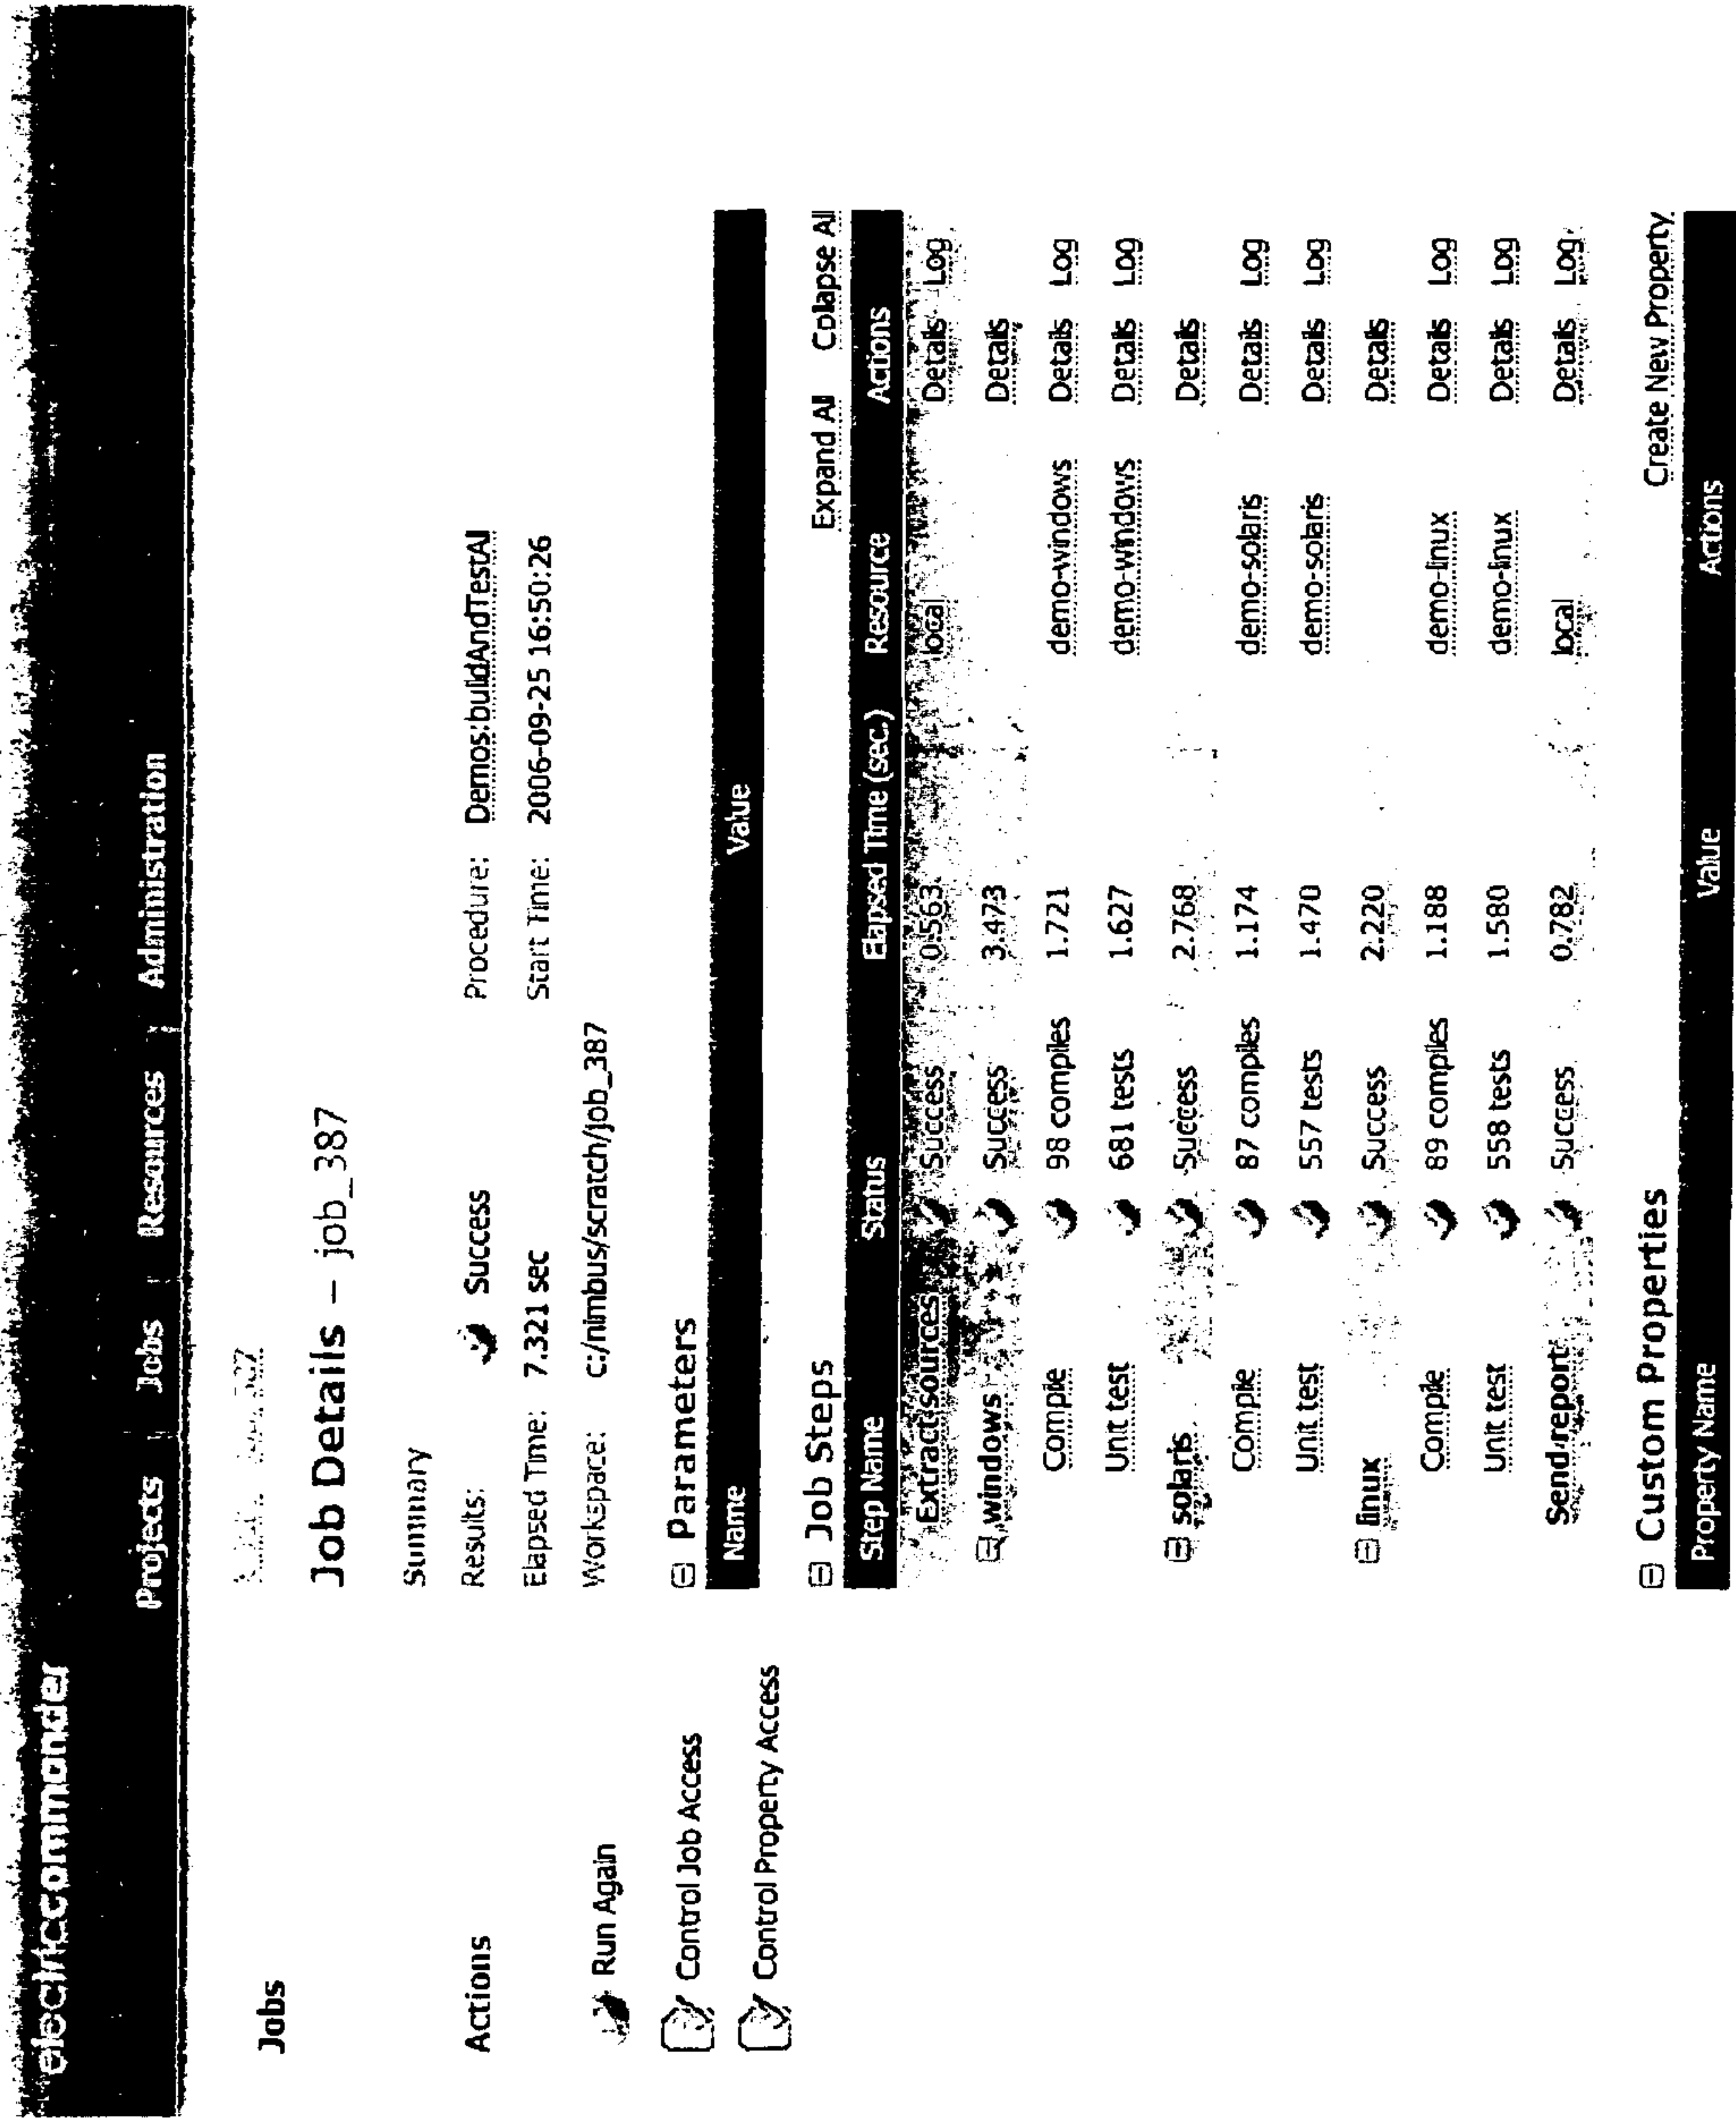 electriccommander
Projects Jobs Resources Administration
Jobs
Job Details – job_387
Actions
Run Again
Control Job Access
Control Property Access
Summary
Results: Success Procedure: Demos:buildAndTestAll
Elapsed Time: 7.321 sec Start Time: 2006-09-25 16:50:26
Workspace: c:/nimbus/scratch/job_387
Parameters
Name Value
Job Steps Expand All Collapse All
Step Name Status Elapsed Time (sec.) Resource Actions
Extract sources Success 0.563 local Details Log
windows Success 3.473 Details
Compile 98 compiles 1.721 demo-windows Details Log
Unit test 681 tests 1.627 demo-windows Details Log
solaris Success 2.768 Details
Compile 87 compiles 1.174 demo-solaris Details Log
Unit test 557 tests 1.470 demo-solaris Details Log
linux Success 2.220 Details
Compile 89 compiles 1.188 demo-linux Details Log
Unit test 558 tests 1.580 demo-linux Details Log
Send report Success 0.782 local Details Log
Custom Properties Create New Property
Property Name Value Actions